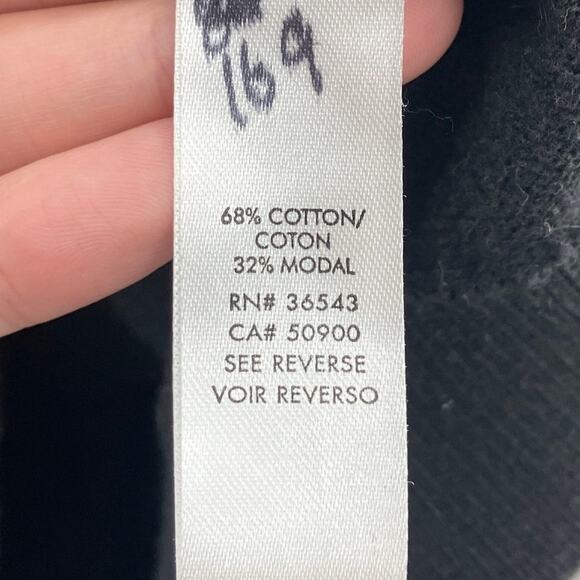 169
68% COTTON/
COTON
32% MODAL
RN# 36543
CA# 50900
SEE REVERSE
VOIR REVERSO